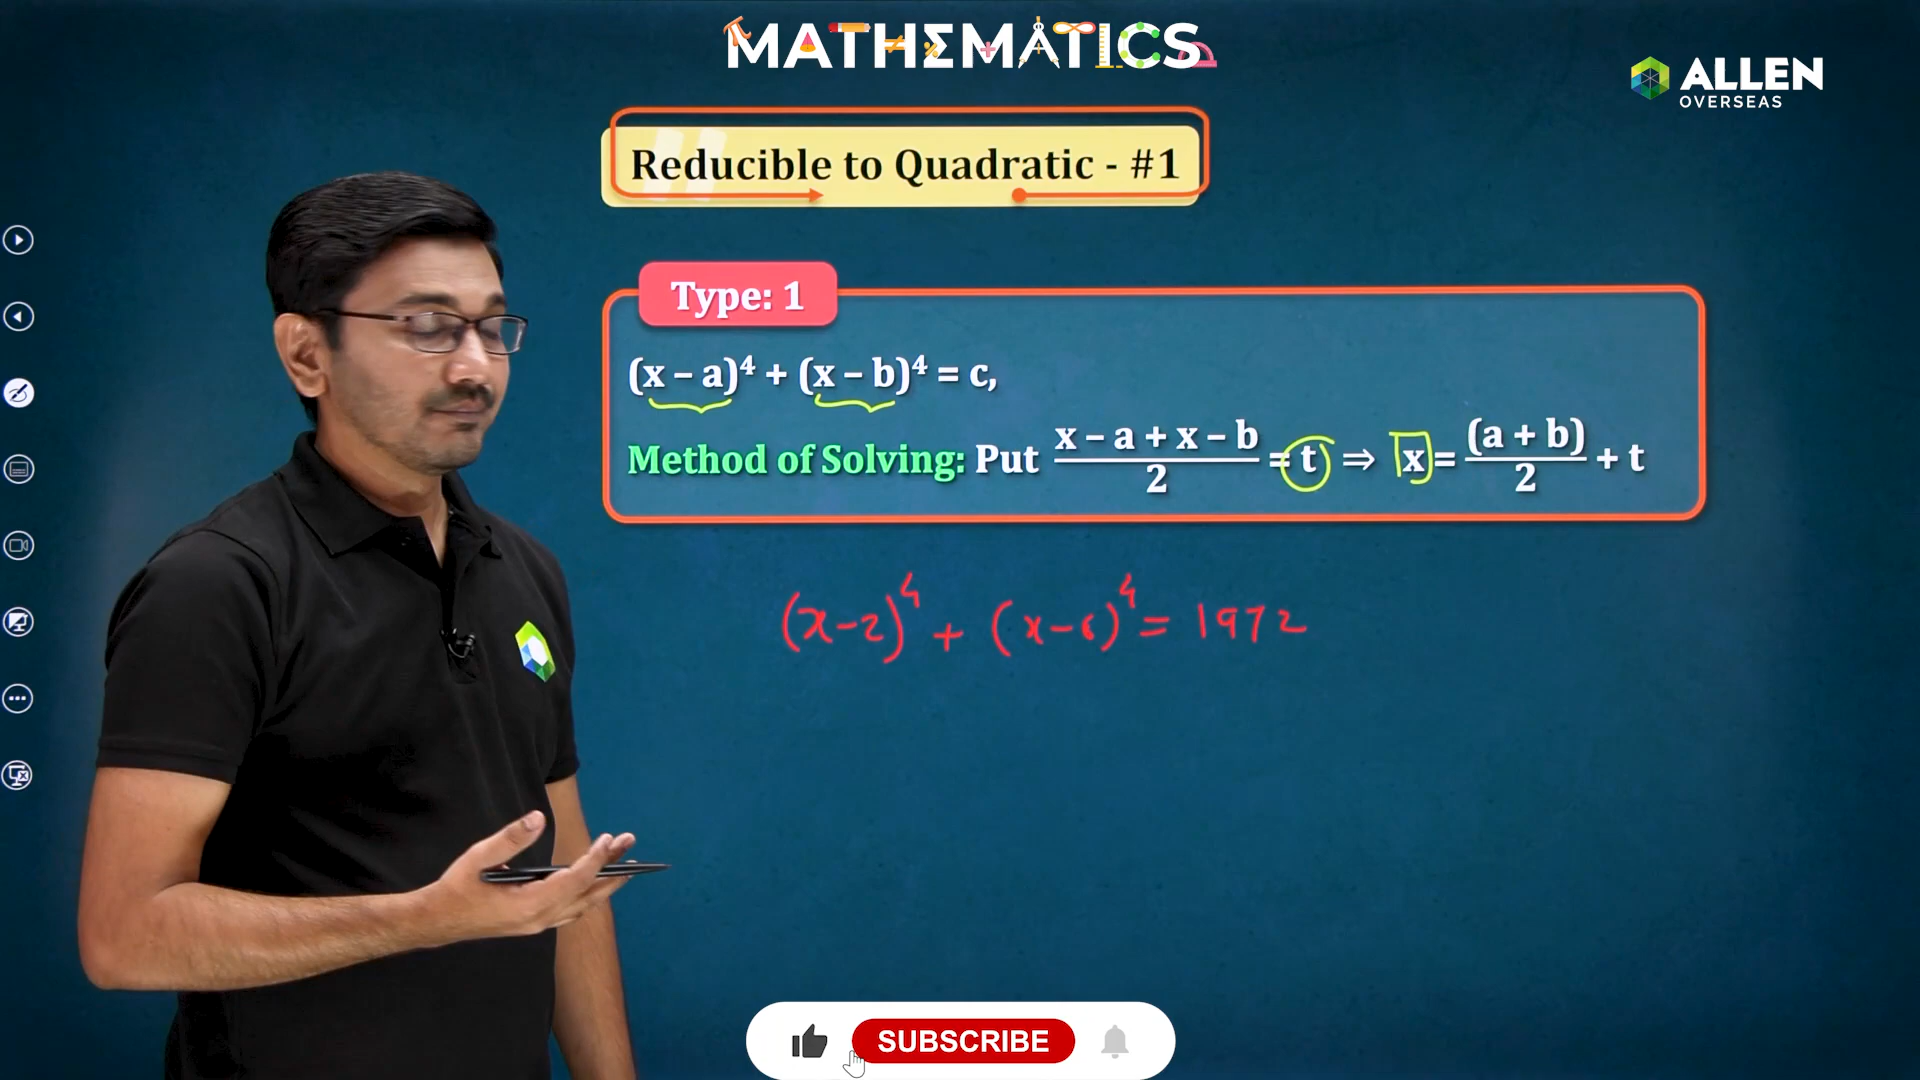 MATHEMATICS
ALLEN
OVERSEAS
Reducible to Quadratic - #1
Type: 1
(x – a)⁴ + (x – b)⁴ = c,
Method of Solving: Put (x – a + x – b)/2 = t ⇒ x = (a + b)/2 + t
(x-2)⁴ + (x-6)⁴ = 1972
SUBSCRIBE